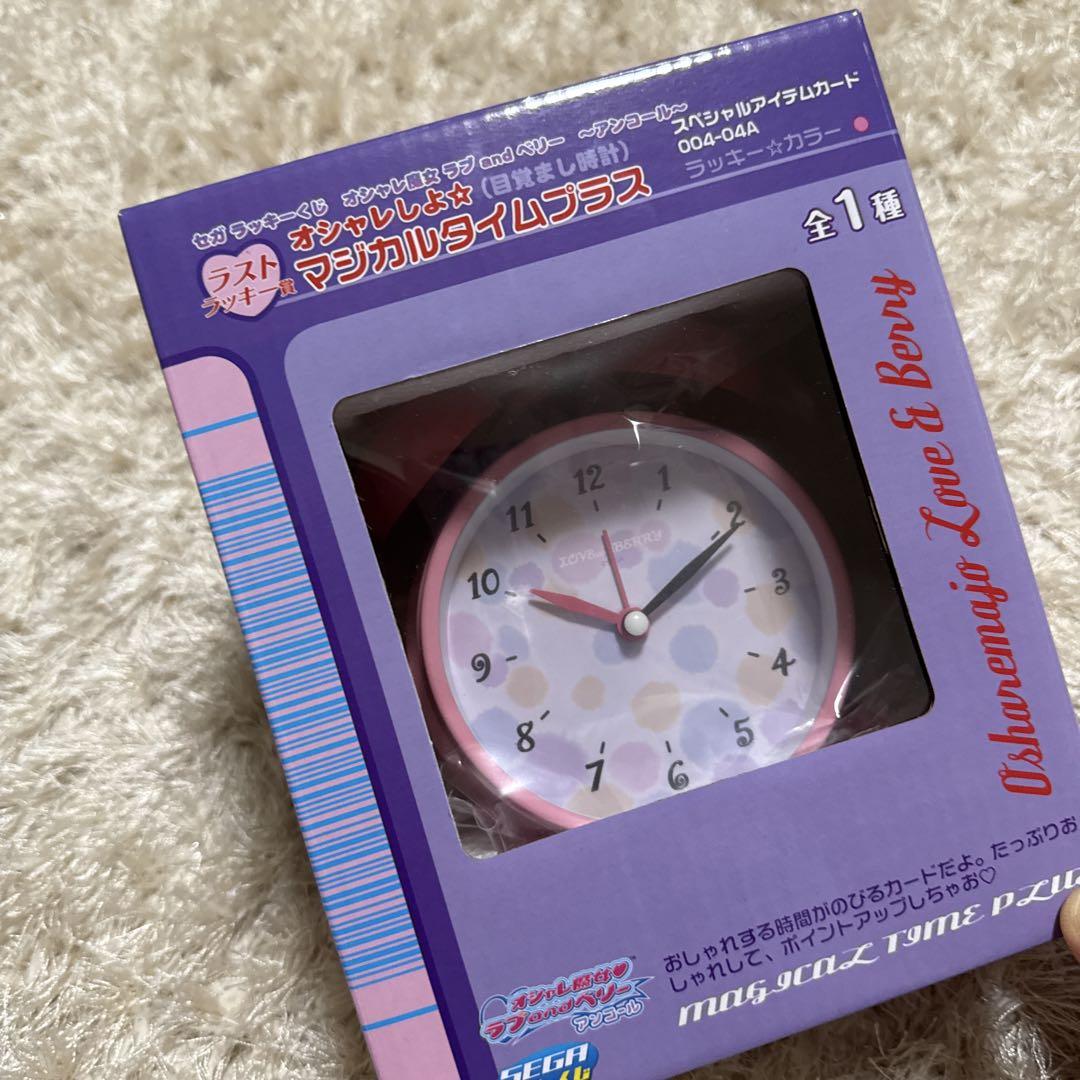 セガ ラッキーくじ オシャレ魔女 ラブ and ベリー ～アンコール～
ラスト
ラッキー賞
オシャレしよ☆(目覚まし時計)
マジカルタイムプラス
スペシャルアイテムカード
004-04A
ラッキー☆カラー
全1種
Osharemajo Love & Berry
12
1
2
3
4
5
6
7
8
9
10
11
LOVE and BERRY
おしゃれする時間がのびるカードだよ。たっぷりお
しゃれして、ポイントアップしちゃお♡
MAGICAL TIME PLUS
オシャレ魔女♥
ラブandベリー
アンコール
SEGA
くじ